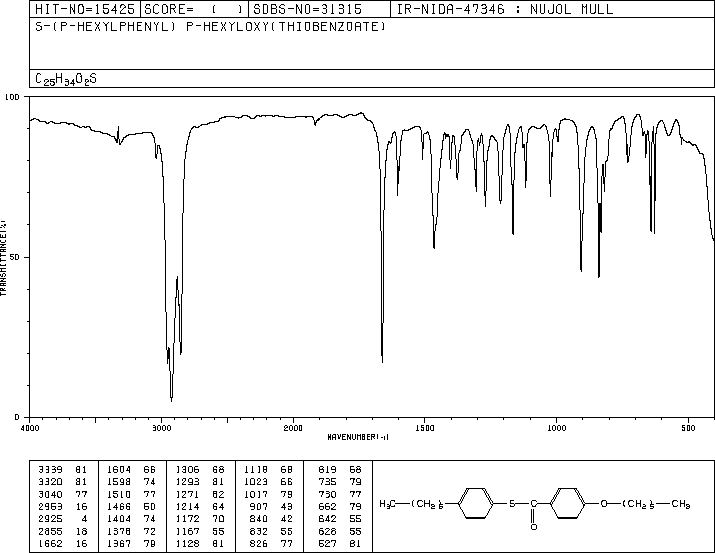 HIT-NO=15425 SCORE= ( ) SDBS-NO=31315 IR-NIDA-47346 : NUJOL MULL
S-(P-HEXYLPHENYL) P-HEXYLOXY(THIOBENZOATE)
C25H34O2S
100
50
0
TRANSMITTANCE(%)
4000 3000 2000 1500 1000 500
WAVENUMBER(-1)
3339 81 1604 66 1306 68 1118 68 819 68
3320 81 1598 74 1293 81 1023 66 735 79
3040 77 1510 77 1271 62 1017 79 730 77
2953 16 1466 50 1214 64 907 43 662 79
2925 4 1404 74 1172 70 840 42 642 55
2855 18 1378 72 1167 55 832 55 628 55
1662 16 1367 79 1128 81 826 77 527 81
H3C—(CH2)5 S—C O—(CH2)5—CH3
O